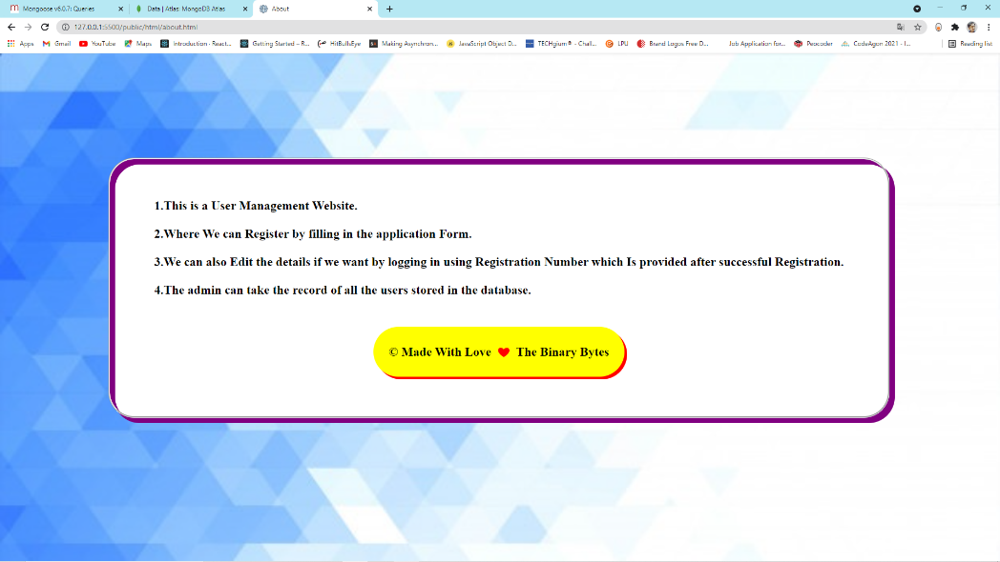 Mongoose v6.0.7: Queries
Data | Atlas: MongoDB Atlas
About
127.0.0.1:5500/public/html/about.html
Apps
Gmail
YouTube
Maps
Introduction · React...
Getting Started – R...
HitBullsEye
Making Asynchron...
JavaScript Object D...
TECHgium® - Chall...
LPU
Brand Logos Free D...
Job Application for...
Peocoder
CodeAgon 2021 - I...
Reading list
1.This is a User Management Website.
2.Where We can Register by filling in the application Form.
3.We can also Edit the details if we want by logging in using Registration Number which Is provided after successful Registration.
4.The admin can take the record of all the users stored in the database.
© Made With Love ❤ The Binary Bytes